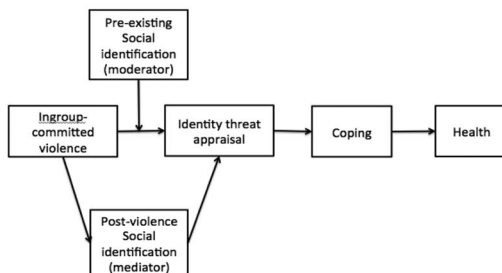 Pre-existing
Social
identification
(moderator)
Ingroup-
committed
violence
Identity threat
appraisal
Coping
Health
Post-violence
Social
identification
(mediator)